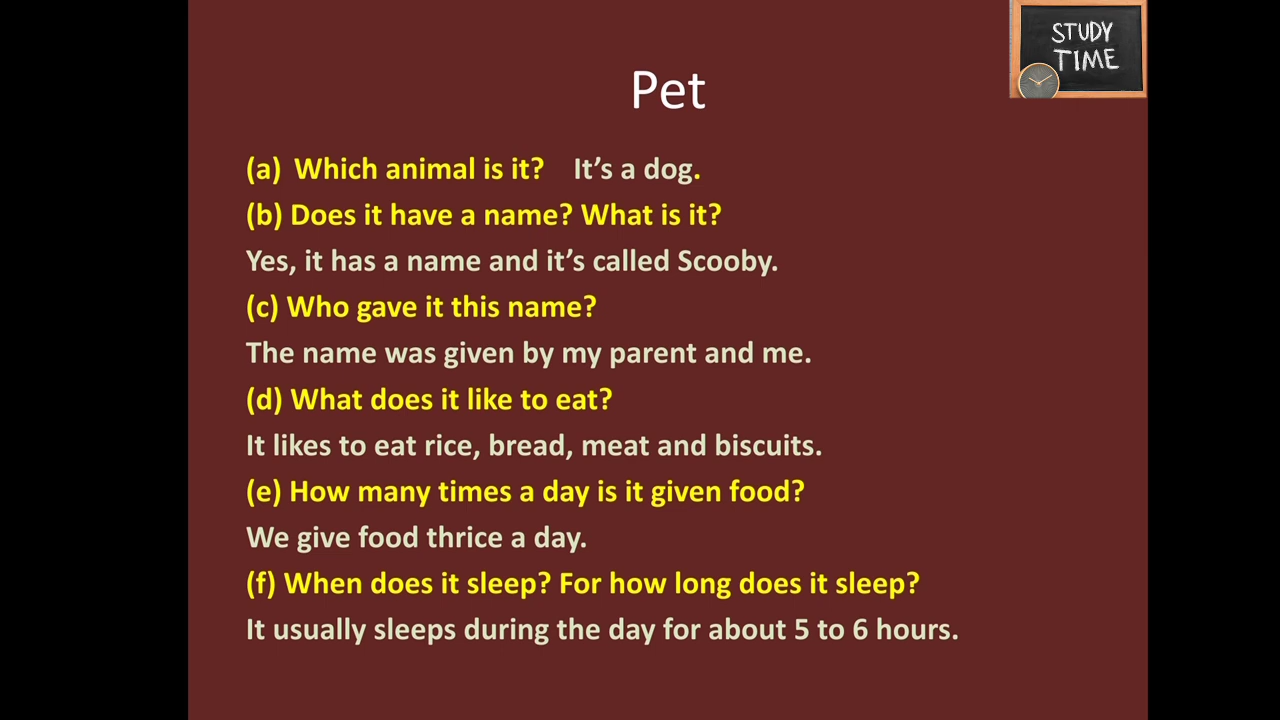 STUDY
TIME
Pet
(a) Which animal is it? It’s a dog.
(b) Does it have a name? What is it?
Yes, it has a name and it’s called Scooby.
(c) Who gave it this name?
The name was given by my parent and me.
(d) What does it like to eat?
It likes to eat rice, bread, meat and biscuits.
(e) How many times a day is it given food?
We give food thrice a day.
(f) When does it sleep? For how long does it sleep?
It usually sleeps during the day for about 5 to 6 hours.